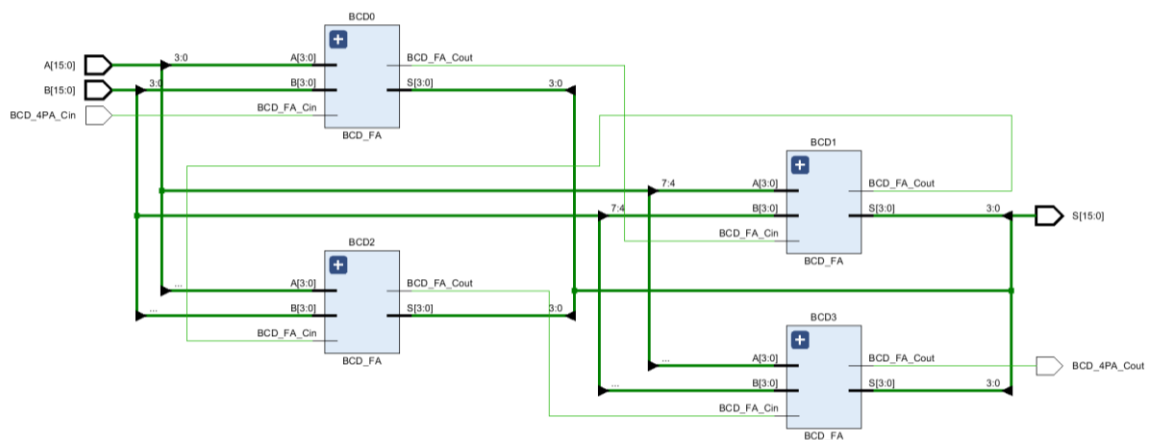 BCD0
A[15:0]
3:0
A[3:0]
BCD_FA_Cout
B[15:0]
3:0
B[3:0]
S[3:0]
3:0
BCD_4PA_Cin
BCD_FA_Cin
BCD_FA
BCD1
7:4
A[3:0]
BCD_FA_Cout
7:4
B[3:0]
S[3:0]
3:0
S[15:0]
BCD_FA_Cin
BCD_FA
BCD2
...
A[3:0]
BCD_FA_Cout
...
B[3:0]
S[3:0]
3:0
BCD_FA_Cin
BCD_FA
BCD3
...
A[3:0]
BCD_FA_Cout
BCD_4PA_Cout
...
B[3:0]
S[3:0]
3:0
BCD_FA_Cin
BCD_FA